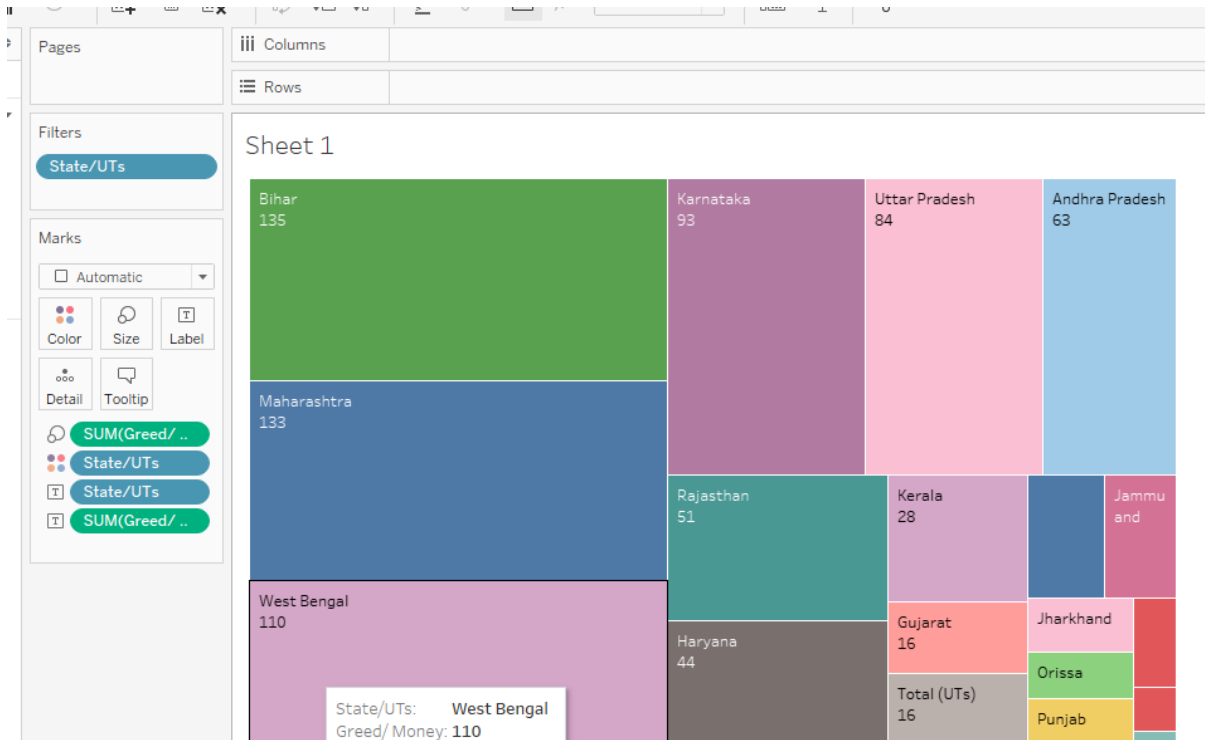 Pages
Columns
Rows
Filters
State/UTs
Marks
Automatic
Color
Size
Label
Detail
Tooltip
SUM(Greed/ ..
State/UTs
State/UTs
SUM(Greed/ ..
Sheet 1
Bihar
135
Karnataka
93
Uttar Pradesh
84
Andhra Pradesh
63
Maharashtra
133
Rajasthan
51
Kerala
28
Jammu
and
West Bengal
110
Gujarat
16
Jharkhand
Haryana
44
Orissa
Total (UTs)
16
Punjab
State/UTs: West Bengal
Greed/ Money: 110